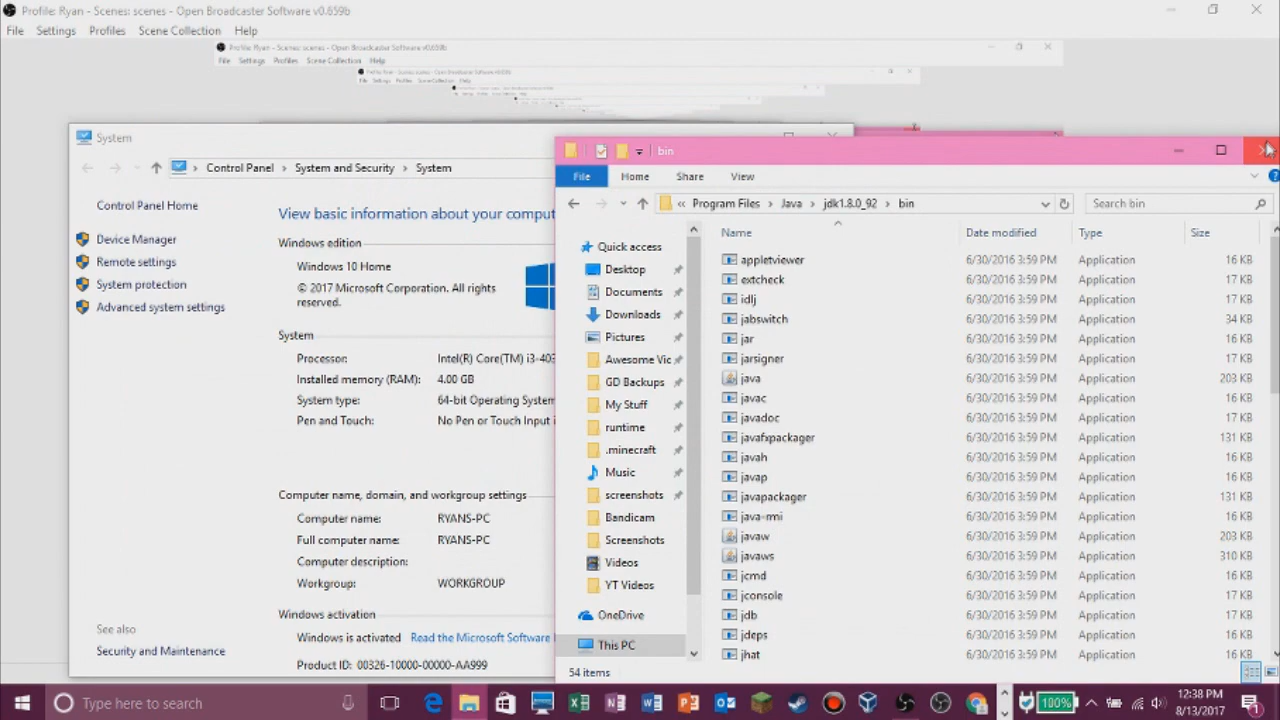 Profile: Ryan - Scenes: scenes - Open Broadcaster Software v0.659b
File Settings Profiles Scene Collection Help
Profile: Ryan - Scenes: scenes - Open Broadcaster Software v0.659b
File Settings Profiles Scene Collection Help
System
Control Panel System and Security System
Control Panel Home
Device Manager
Remote settings
System protection
Advanced system settings
See also
Security and Maintenance
View basic information about your comput
Windows edition
Windows 10 Home
© 2017 Microsoft Corporation. All rights
reserved.
System
Processor: Intel(R) Core(TM) i3-403
Installed memory (RAM): 4.00 GB
System type: 64-bit Operating System
Pen and Touch: No Pen or Touch Input
Computer name, domain, and workgroup settings
Computer name: RYANS-PC
Full computer name: RYANS-PC
Computer description:
Workgroup: WORKGROUP
Windows activation
Windows is activated Read the Microsoft Software
Product ID: 00326-10000-00000-AA999
bin
File Home Share View
« Program Files Java jdk1.8.0_92 bin
Search bin
Quick access
Desktop
Documents
Downloads
Pictures
Awesome Vic
GD Backups
My Stuff
runtime
.minecraft
Music
screenshots
Bandicam
Screenshots
Videos
YT Videos
OneDrive
This PC
Name Date modified Type Size
appletviewer 6/30/2016 3:59 PM Application 16 KB
extcheck 6/30/2016 3:59 PM Application 16 KB
idlj 6/30/2016 3:59 PM Application 16 KB
jabswitch 6/30/2016 3:59 PM Application 34 KB
jar 6/30/2016 3:59 PM Application 16 KB
jarsigner 6/30/2016 3:59 PM Application 17 KB
java 6/30/2016 3:59 PM Application 203 KB
javac 6/30/2016 3:59 PM Application 16 KB
javadoc 6/30/2016 3:59 PM Application 17 KB
javafxpackager 6/30/2016 3:59 PM Application 131 KB
javah 6/30/2016 3:59 PM Application 17 KB
javap 6/30/2016 3:59 PM Application 16 KB
javapackager 6/30/2016 3:59 PM Application 131 KB
java-rmi 6/30/2016 3:59 PM Application 16 KB
javaw 6/30/2016 3:59 PM Application 203 KB
javaws 6/30/2016 3:59 PM Application 310 KB
jcmd 6/30/2016 3:59 PM Application 16 KB
jconsole 6/30/2016 3:59 PM Application 17 KB
jdb 6/30/2016 3:59 PM Application 17 KB
jdeps 6/30/2016 3:59 PM Application 16 KB
jhat 6/30/2016 3:59 PM Application 16 KB
54 items
Type here to search
100%
12:38 PM
8/13/2017